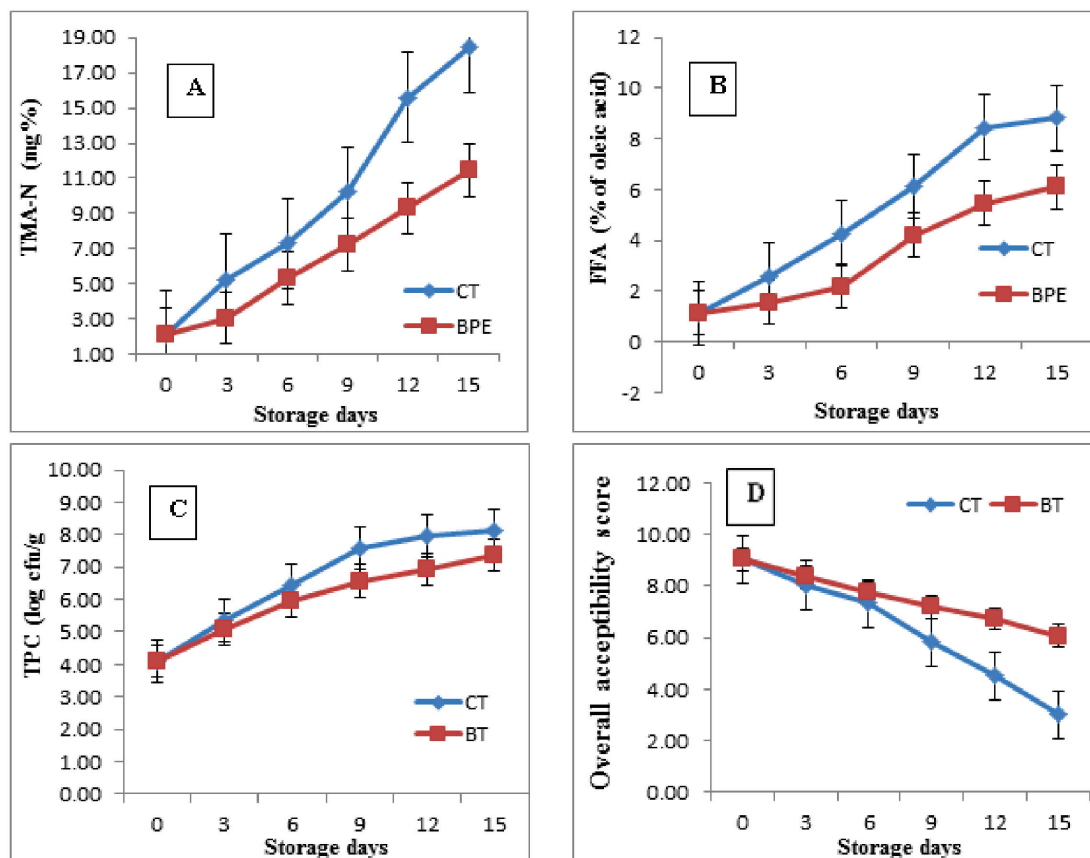 A
TMA-N (mg%)
19.00
17.00
15.00
13.00
11.00
9.00
7.00
5.00
3.00
1.00
CT
BPE
0 3 6 9 12 15
Storage days
B
FFA (% of oleic acid)
12
10
8
6
4
2
0
-2
CT
BPE
0 3 6 9 12 15
Storage days
C
TPC (log cfu/g
10.00
9.00
8.00
7.00
6.00
5.00
4.00
3.00
2.00
1.00
0.00
CT
BT
0 3 6 9 12 15
Storage days
D
Overall acceptibility score
12.00
10.00
8.00
6.00
4.00
2.00
0.00
CT BT
0 3 6 9 12 15
Storage days